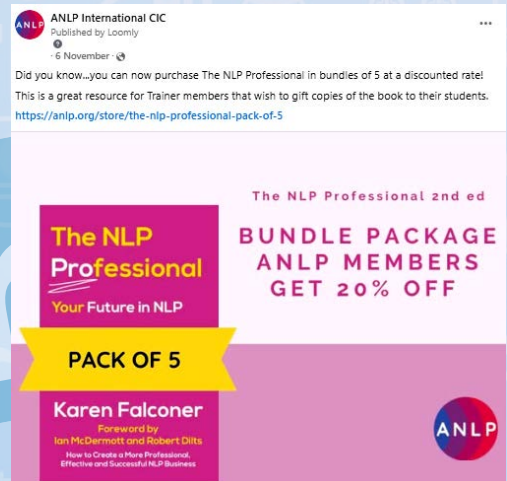 ANLP
ANLP International CIC
Published by Loomly
· 6 November ·
Did you know...you can now purchase The NLP Professional in bundles of 5 at a discounted rate!
This is a great resource for Trainer members that wish to gift copies of the book to their students.
https://anlp.org/store/the-nlp-professional-pack-of-5
The NLP Professional 2nd ed
BUNDLE PACKAGE
ANLP MEMBERS
GET 20% OFF
The NLP
Professional
Your Future in NLP
PACK OF 5
Karen Falconer
Foreword by
Ian McDermott and Robert Dilts
How to Create a More Professional,
Effective and Successful NLP Business
ANLP